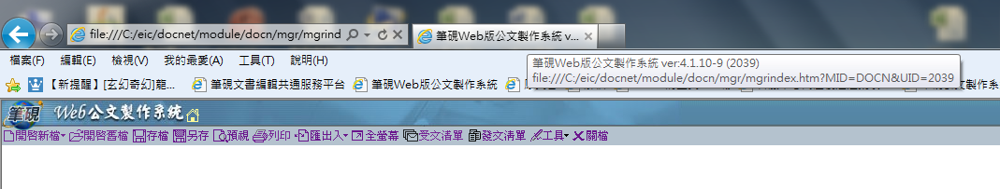 file:///C:/eic/docnet/module/docn/mgr/mgrind
筆硯Web版公文製作系統 v...
檔案(F) 編輯(E) 檢視(V) 我的最愛(A) 工具(T) 說明(H)
筆硯Web版公文製作系統 ver:4.1.10-9 (2039)
file:///C:/eic/docnet/module/docn/mgr/mgrindex.htm?MID=DOCN&UID=2039
【新提醒】[玄幻奇幻]龍... 筆硯文書編輯共通服務平台 筆硯Web版公文製作系統
筆硯 Web公文製作系統
開啓新檔 開啓舊檔 存檔 另存 預視 列印 匯出入 全螢幕 受文清單 發文清單 工具 關檔